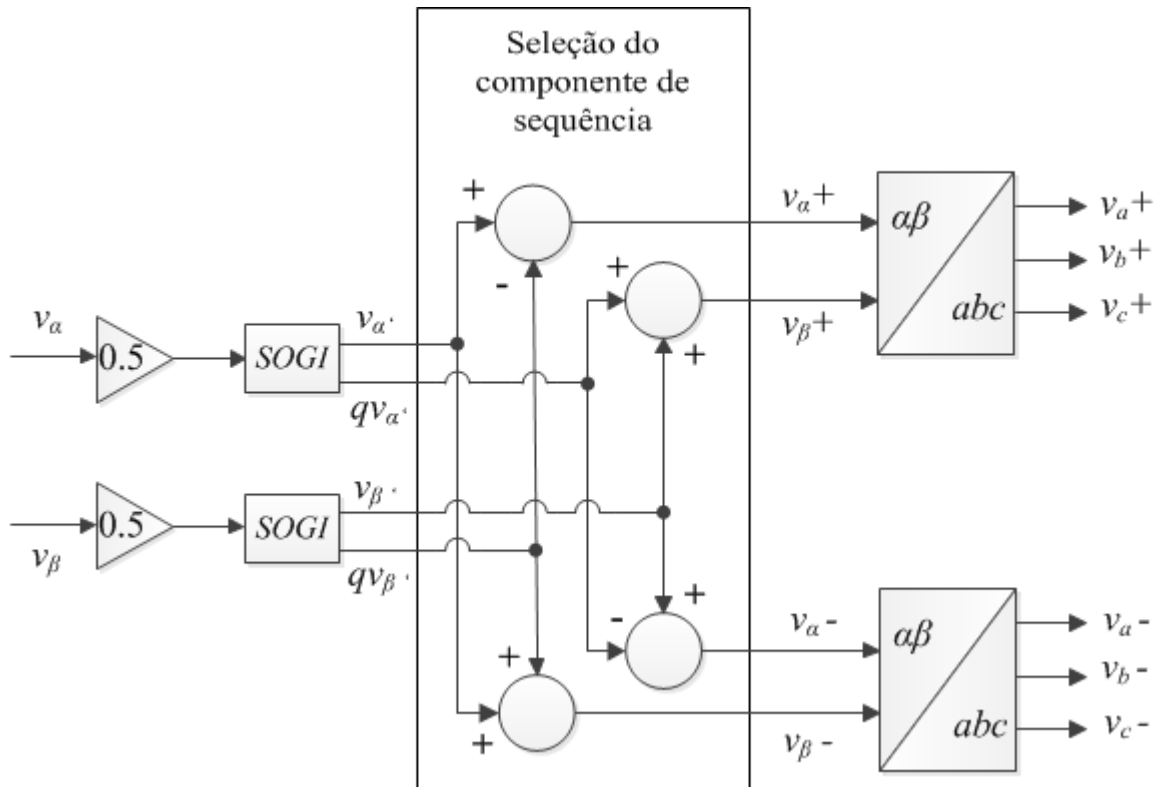 Seleção do
componente de
sequência
+
-
vα+
αβ
abc
va+
vb+
vc+
+
+
vβ+
vα
0.5
SOGI
vα‘
qvα‘
vβ
0.5
SOGI
vβ‘
qvβ‘
+
-
vα-
αβ
abc
va-
vb-
vc-
+
+
vβ-